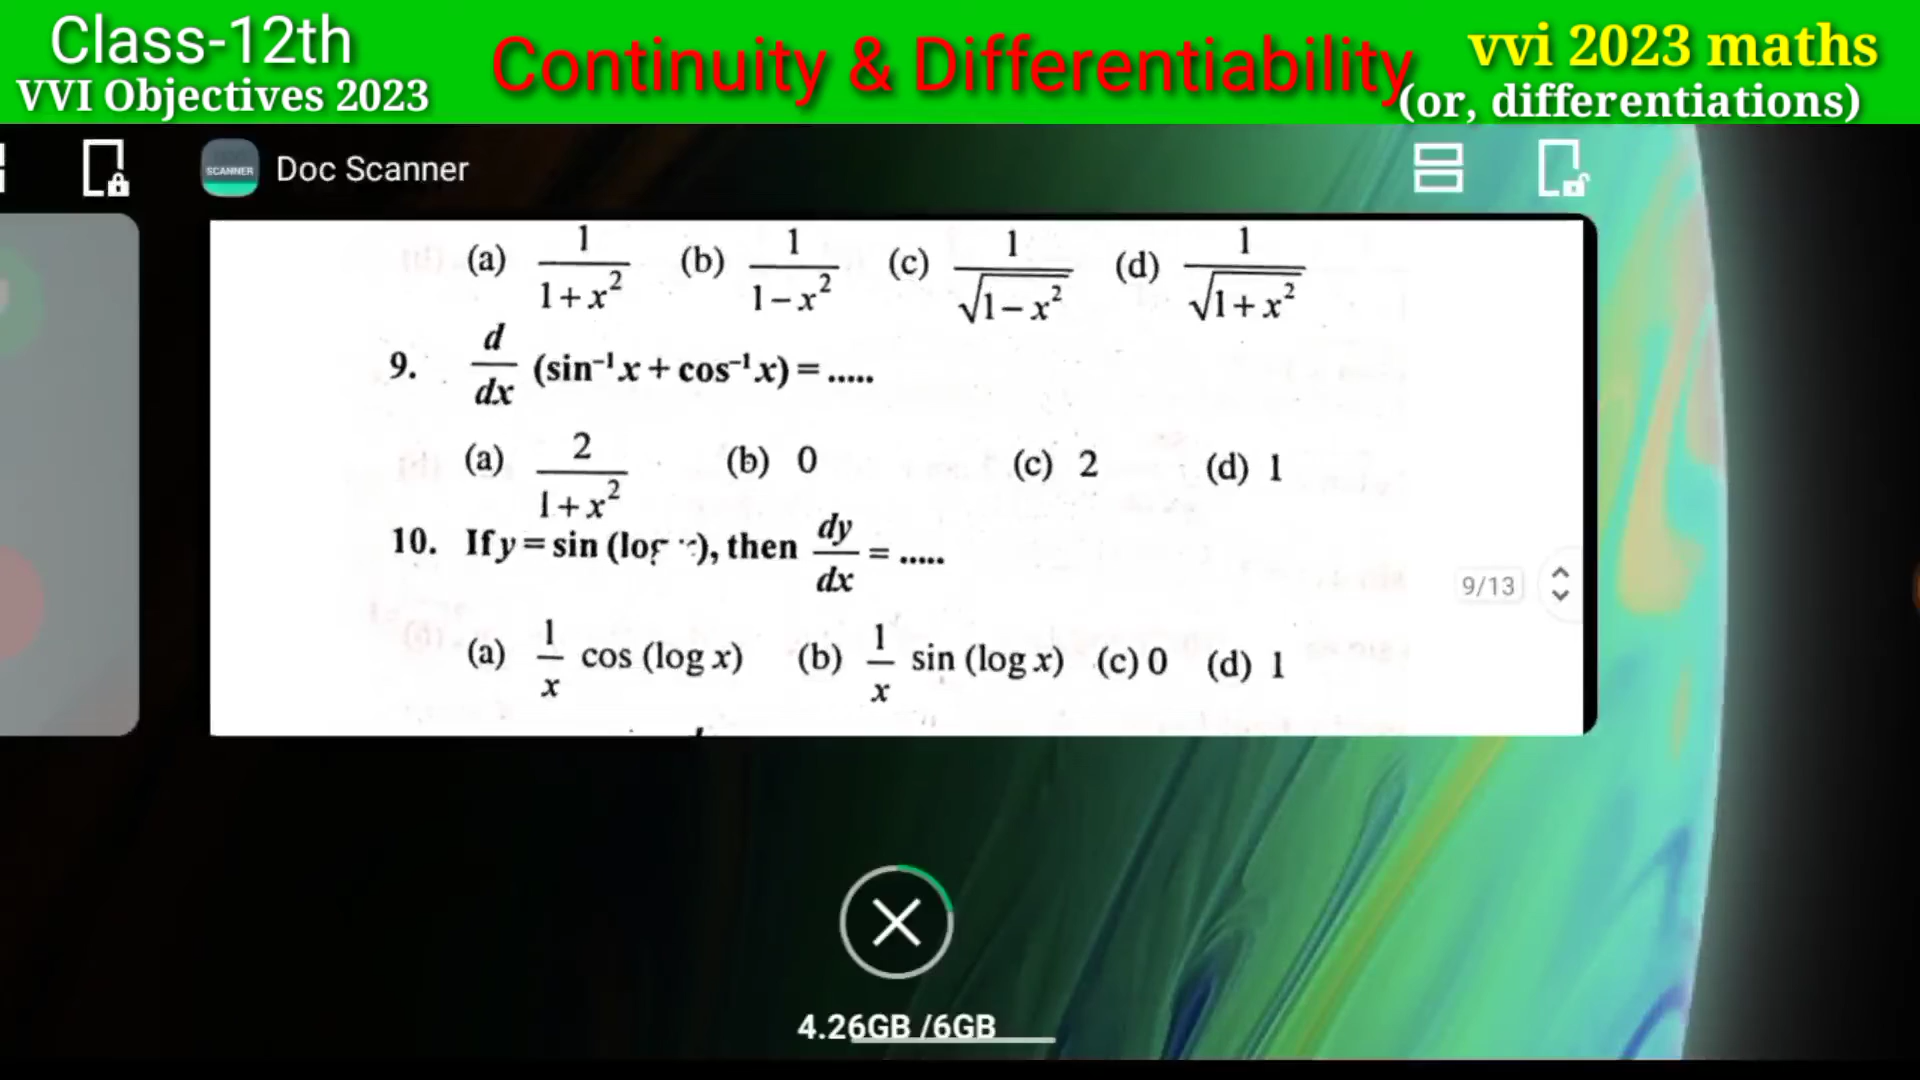 Class-12th
VVI Objectives 2023
Continuity & Differentiability
vvi 2023 maths
(or, differentiations)
SCANNER
Doc Scanner
(a) 1/(1+x²) (b) 1/(1−x²) (c) 1/√(1−x²) (d) 1/√(1+x²)
9. d/dx (sin⁻¹x + cos⁻¹x) = .....
(a) 2/(1+x²) (b) 0 (c) 2 (d) 1
10. If y = sin (log ), then dy/dx = .....
(a) 1/x cos (log x) (b) 1/x sin (log x) (c) 0 (d) 1
9/13
4.26GB /6GB